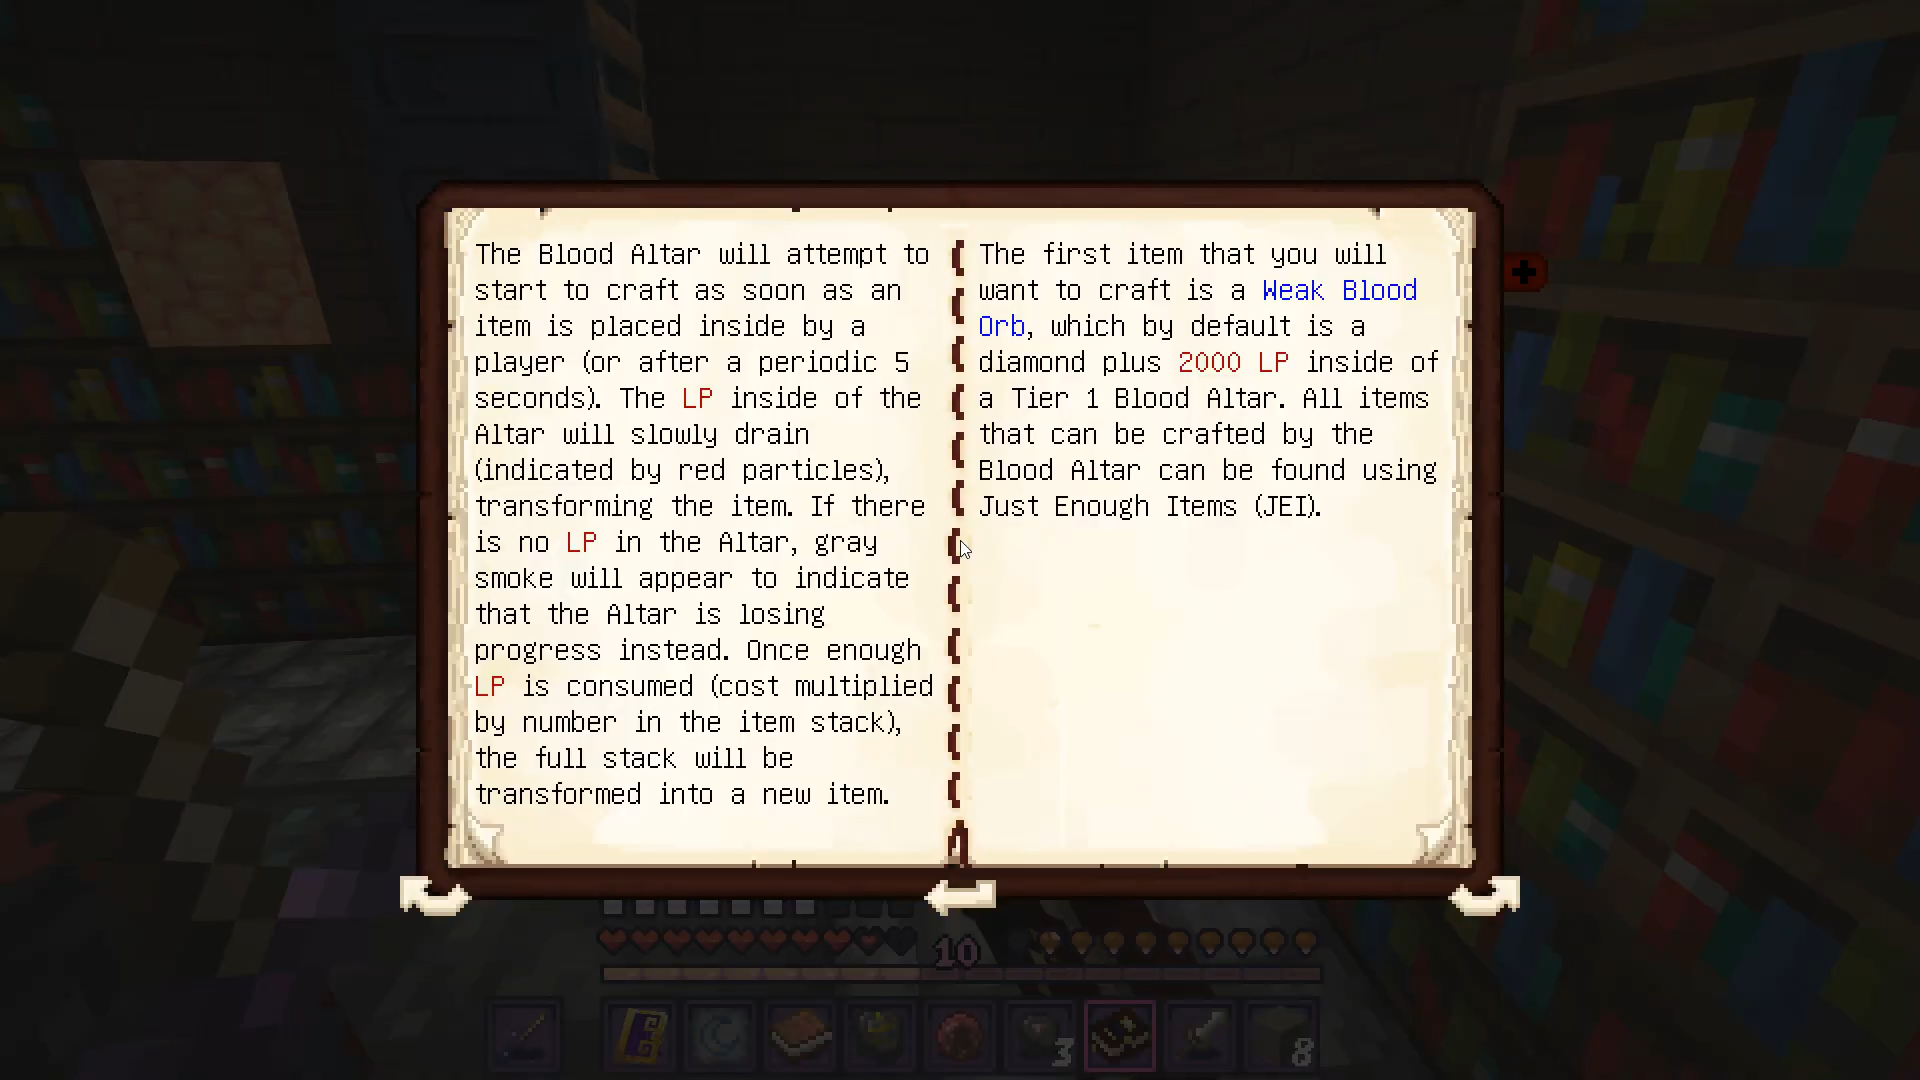 The Blood Altar will attempt to
start to craft as soon as an
item is placed inside by a
player (or after a periodic 5
seconds). The LP inside of the
Altar will slowly drain
(indicated by red particles),
transforming the item. If there
is no LP in the Altar, gray
smoke will appear to indicate
that the Altar is losing
progress instead. Once enough
LP is consumed (cost multiplied
by number in the item stack),
the full stack will be
transformed into a new item.
The first item that you will
want to craft is a Weak Blood
Orb, which by default is a
diamond plus 2000 LP inside of
a Tier 1 Blood Altar. All items
that can be crafted by the
Blood Altar can be found using
Just Enough Items (JEI).
10
3
8